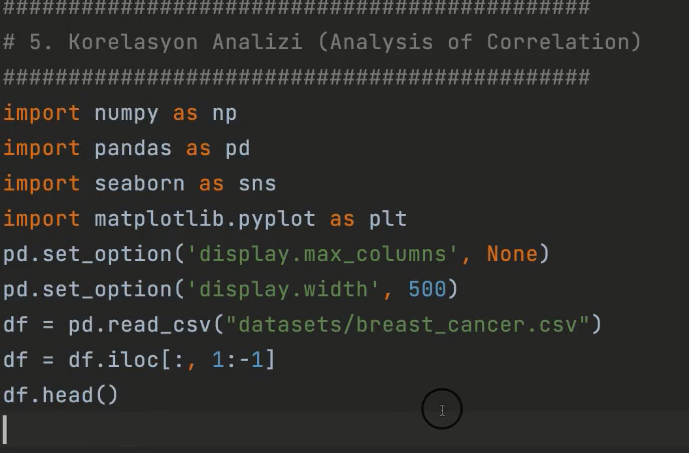 #############################################
# 5. Korelasyon Analizi (Analysis of Correlation)
#############################################
import numpy as np
import pandas as pd
import seaborn as sns
import matplotlib.pyplot as plt
pd.set_option('display.max_columns', None)
pd.set_option('display.width', 500)
df = pd.read_csv("datasets/breast_cancer.csv")
df = df.iloc[:, 1:-1]
df.head()